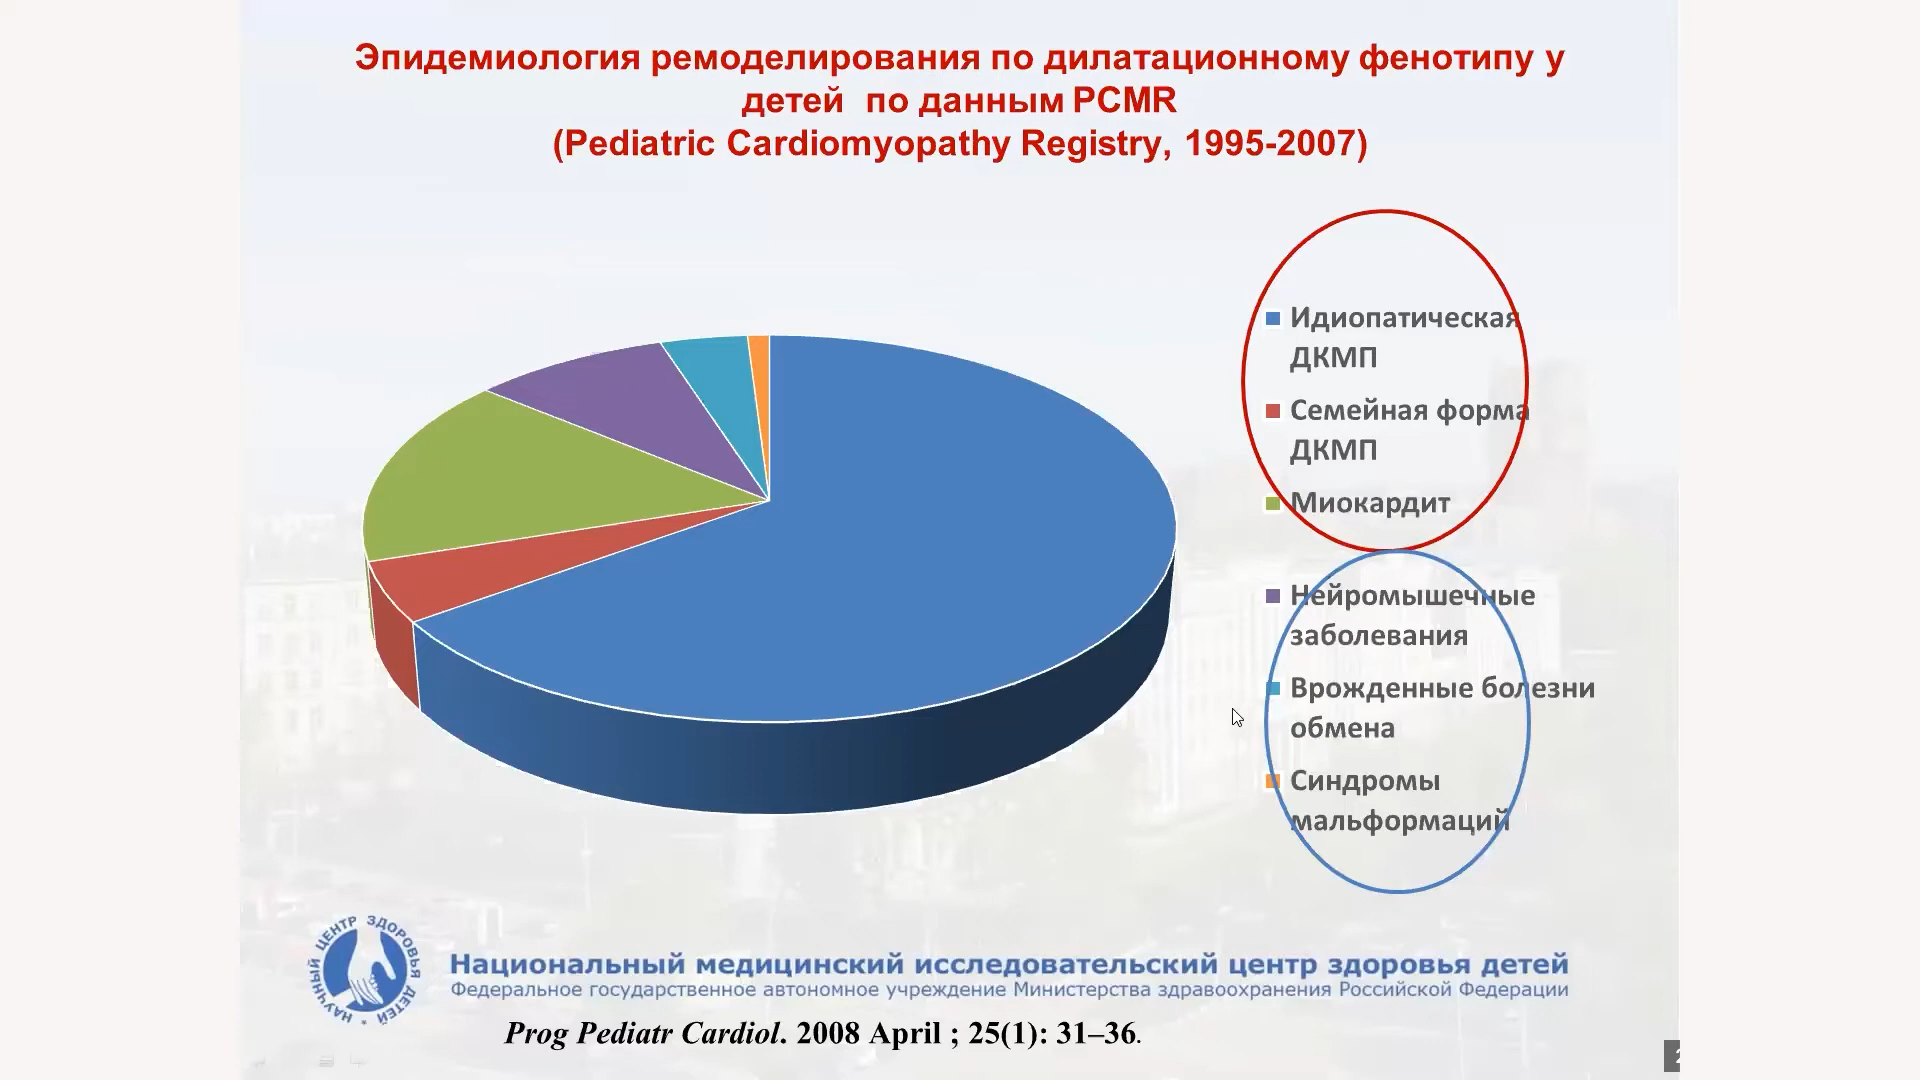 Эпидемиология ремоделирования по дилатационному фенотипу у
детей по данным PCMR
(Pediatric Cardiomyopathy Registry, 1995-2007)
Идиопатическая
ДКМП
Семейная форма
ДКМП
Миокардит
Нейромышечные
заболевания
Врожденные болезни
обмена
Синдромы
мальформаций
НАУЧНЫЙ ЦЕНТР ЗДОРОВЬЯ ДЕТЕЙ
Национальный медицинский исследовательский центр здоровья детей
Федеральное государственное автономное учреждение Министерства здравоохранения Российской Федерации
Prog Pediatr Cardiol. 2008 April ; 25(1): 31–36.